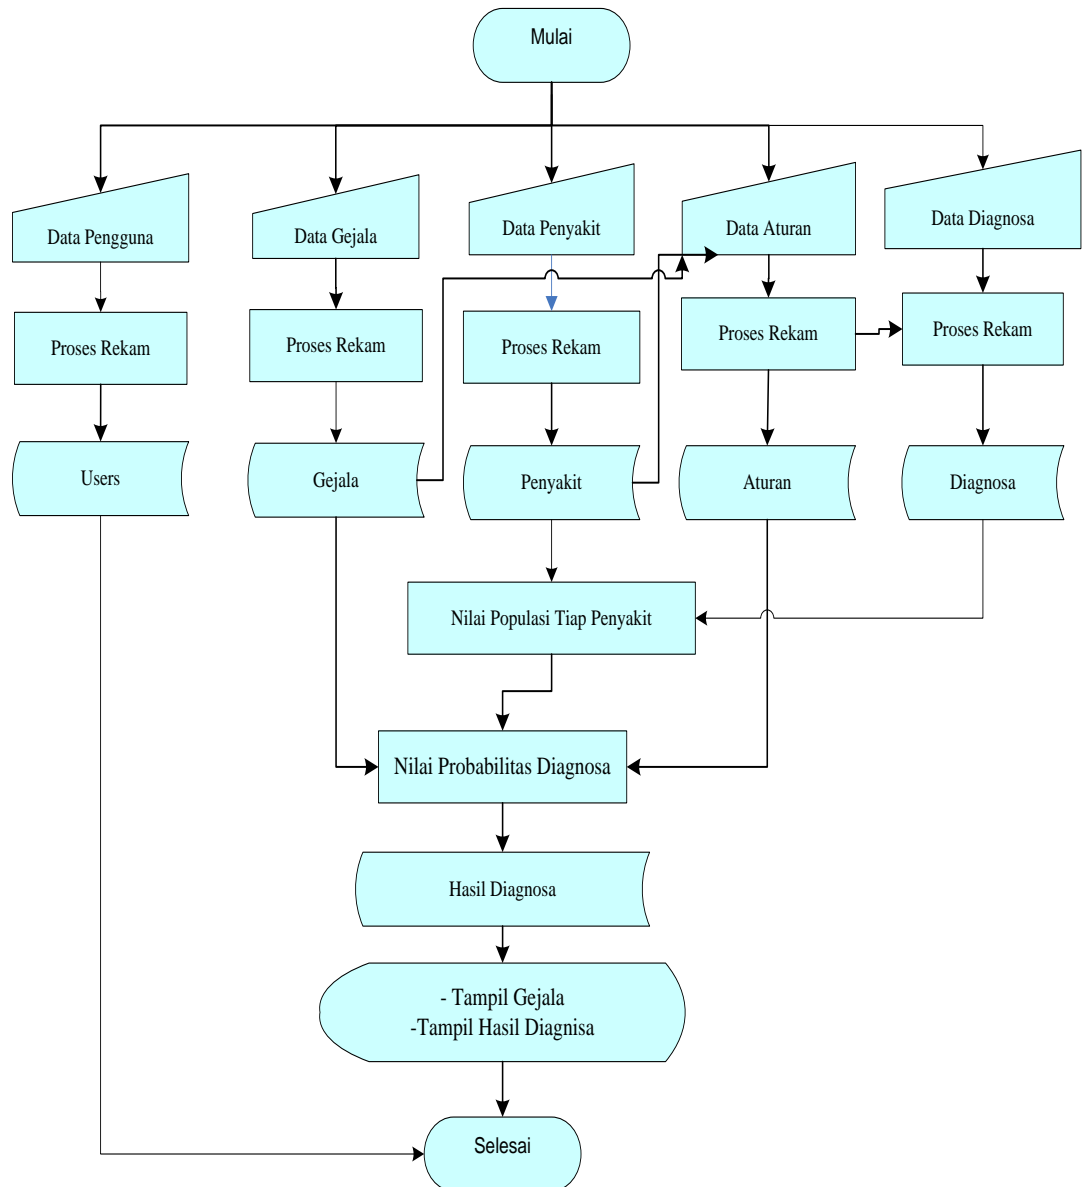 Mulai
Data Pengguna
Data Gejala
Data Penyakit
Data Aturan
Data Diagnosa
Proses Rekam
Proses Rekam
Proses Rekam
Proses Rekam
Proses Rekam
Users
Gejala
Penyakit
Aturan
Diagnosa
Nilai Populasi Tiap Penyakit
Nilai Probabilitas Diagnosa
Hasil Diagnosa
- Tampil Gejala
-Tampil Hasil Diagnisa
Selesai